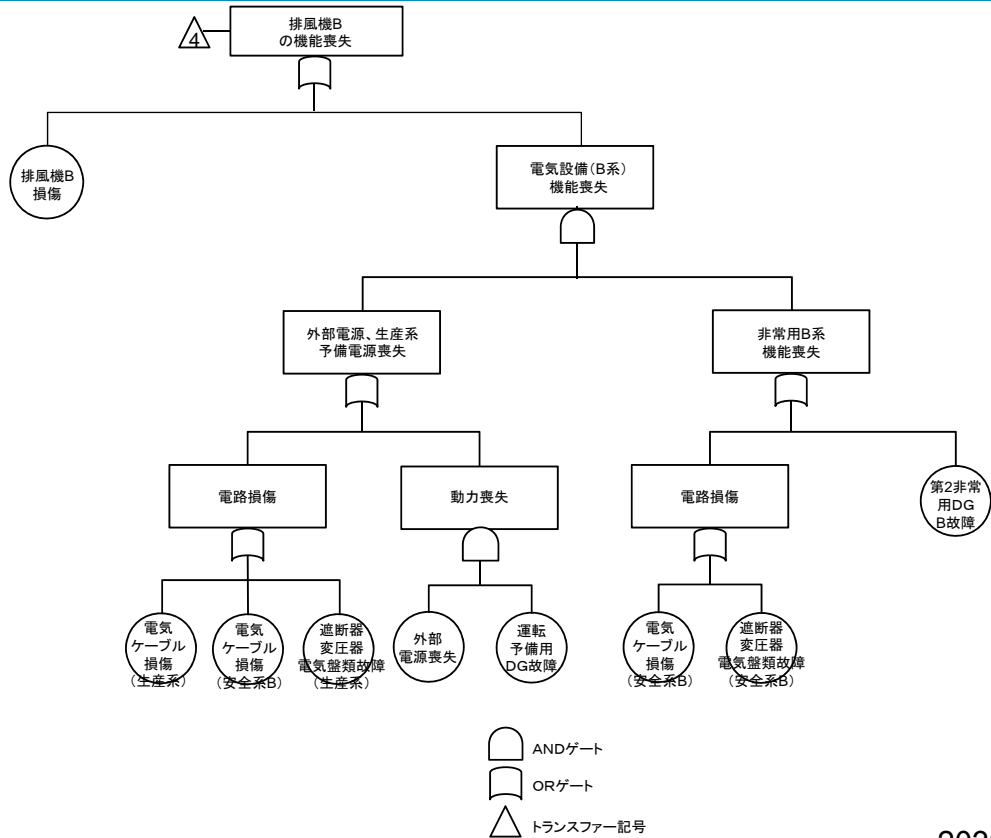 4
排風機B
の機能喪失
排風機B
損傷
電気設備(B系)
機能喪失
外部電源、生産系
予備電源喪失
非常用B系
機能喪失
電路損傷
動力喪失
電路損傷
第2非常
用DG
B故障
電気
ケーブル
損傷
(生産系)
電気
ケーブル
損傷
(安全系B)
遮断器
変圧器
電気盤類故障
(生産系)
外部
電源喪失
運転
予備用
DG故障
電気
ケーブル
損傷
(安全系B)
遮断器
変圧器
電気盤類故障
(安全系B)
ANDゲート
ORゲート
トランスファー記号